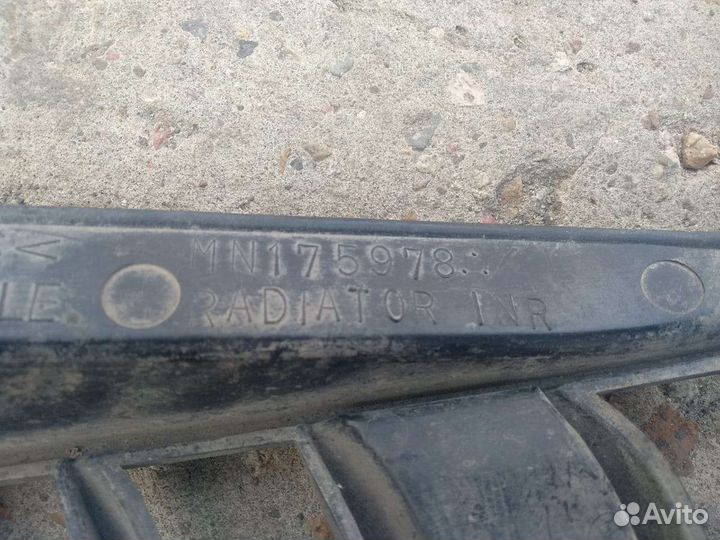 < MN175978
LE RADIATOR INR
Avito